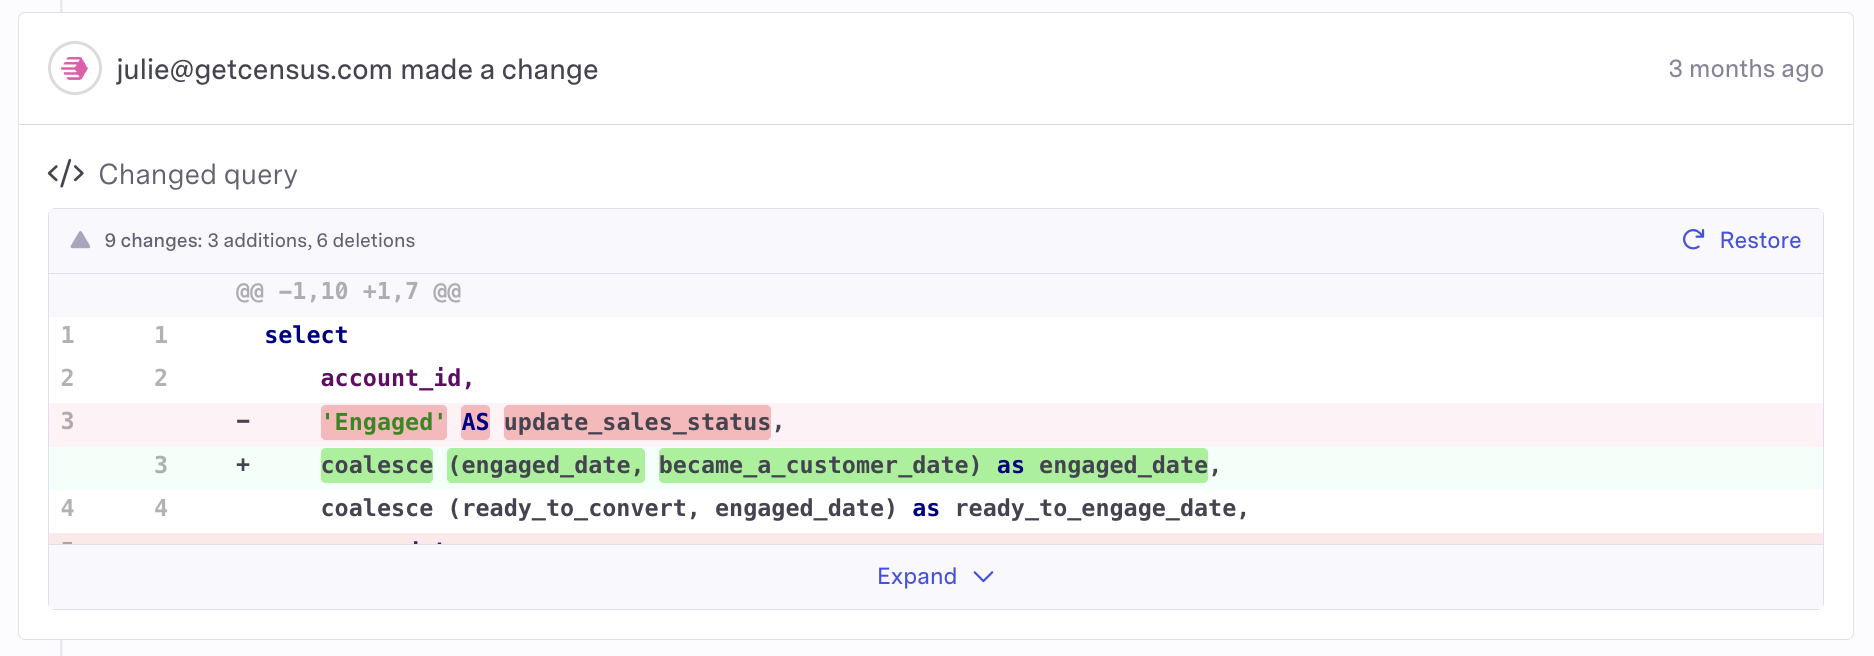 julie@getcensus.com made a change
3 months ago
</> Changed query
9 changes: 3 additions, 6 deletions
Restore
@@ -1,10 +1,7 @@
1 1 select
2 2 account_id,
3 - 'Engaged' AS update_sales_status,
3 + coalesce (engaged_date, became_a_customer_date) as engaged_date,
4 4 coalesce (ready_to_convert, engaged_date) as ready_to_engage_date,
Expand